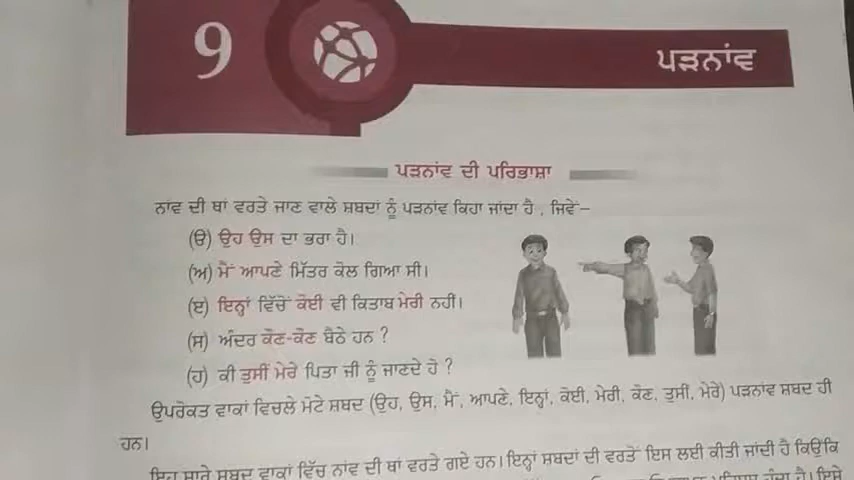 9
ਪੜਨਾਂਵ
ਪੜਨਾਂਵ ਦੀ ਪਰਿਭਾਸ਼ਾ
ਨਾਂਵ ਦੀ ਥਾਂ ਵਰਤੇ ਜਾਣ ਵਾਲੇ ਸ਼ਬਦਾਂ ਨੂੰ ਪੜਨਾਂਵ ਕਿਹਾ ਜਾਂਦਾ ਹੈ, ਜਿਵੇਂ–
(ੳ) ਉਹ ਉਸ ਦਾ ਭਰਾ ਹੈ।
(ਅ) ਮੈਂ ਆਪਣੇ ਮਿੱਤਰ ਕੋਲ ਗਿਆ ਸੀ।
(ੲ) ਇਨ੍ਹਾਂ ਵਿੱਚੋਂ ਕੋਈ ਵੀ ਕਿਤਾਬ ਮੇਰੀ ਨਹੀਂ।
(ਸ) ਅੰਦਰ ਕੌਣ-ਕੌਣ ਬੈਠੇ ਹਨ ?
(ਹ) ਕੀ ਤੁਸੀਂ ਮੇਰੇ ਪਿਤਾ ਜੀ ਨੂੰ ਜਾਣਦੇ ਹੋ ?
ਉਪਰੋਕਤ ਵਾਕਾਂ ਵਿਚਲੇ ਮੋਟੇ ਸ਼ਬਦ (ਉਹ, ਉਸ, ਮੈਂ, ਆਪਣੇ, ਇਨ੍ਹਾਂ, ਕੋਈ, ਮੇਰੀ, ਕੌਣ, ਤੁਸੀਂ, ਮੇਰੇ) ਪੜਨਾਂਵ ਸ਼ਬਦ ਹੀ
ਹਨ।
ਇਹ ਸਾਰੇ ਸ਼ਬਦ ਵਾਕਾਂ ਵਿੱਚ ਨਾਂਵ ਦੀ ਥਾਂ ਵਰਤੇ ਗਏ ਹਨ। ਇਨ੍ਹਾਂ ਸ਼ਬਦਾਂ ਦੀ ਵਰਤੋਂ ਇਸ ਲਈ ਕੀਤੀ ਜਾਂਦੀ ਹੈ ਕਿਉਂਕਿ